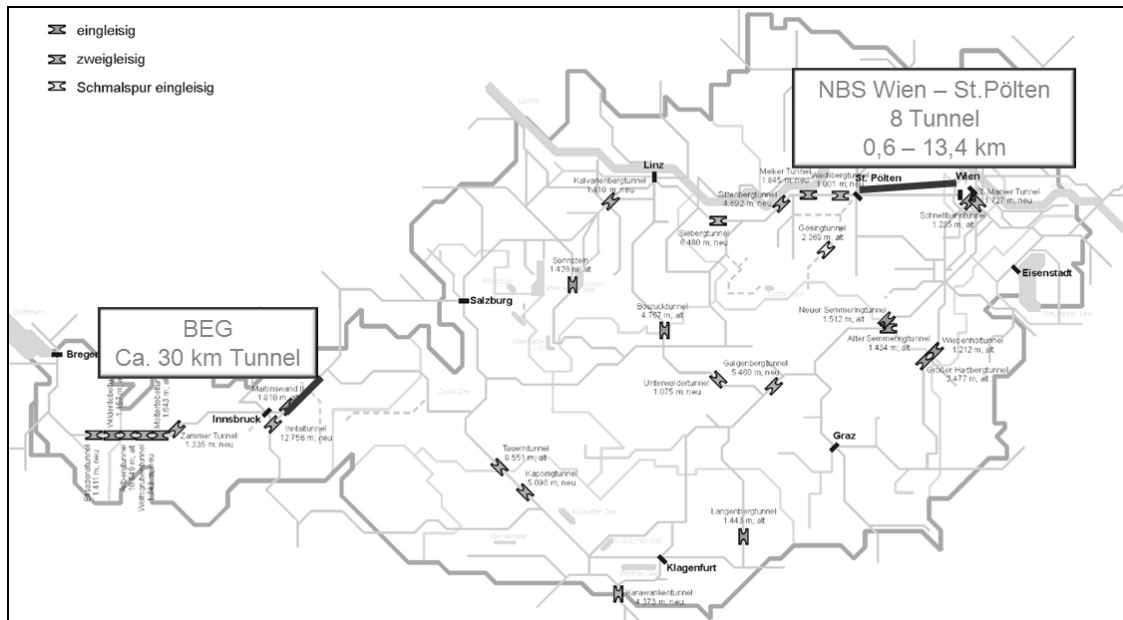 eingleisig
zweigleisig
Schmalspur eingleisig
NBS Wien – St.Pölten
8 Tunnel
0,6 – 13,4 km
Linz
Kalvarienbergtunnel
1.410 m; neu
Melker Tunnel
1.845 m; neu
Wachbergtunnel
1.001 m; neu
St. Pölten
Wien
Sittenbergtunnel
4.692 m; neu
Siebergtunnel
6.480 m; neu
Gösingtunnel
2.369 m; alt
St. Marxer Tunnel
1.727 m; neu
Schnellbahntunnel
1.235 m; alt
Eisenstadt
Sonnstein
1.428 m; alt
Salzburg
Bosrucktunnel
4.767 m; alt
Neuer Semmeringtunnel
1.512 m; alt
Alter Semmeringtunnel
1.434 m; alt
Wiesenhöftunnel
1.212 m; alt
Großer Hartbergtunnel
2.477 m; alt
BEG
Ca. 30 km Tunnel
Bregen
Martinswand II
1.810 m; neu
Innsbruck
Inntaltunnel
12.756 m; neu
Zammer Tunnel
1.335 m; neu
Galgenbergtunnel
5.460 m; neu
Unterwaldertunnel
1.075 m; neu
Graz
Tauerntunnel
8.551 m; alt
Kaponigtunnel
5.096 m; neu
Langenbergtunnel
1.443 m; alt
Klagenfurt
Karawankentunnel
4.373 m; neu